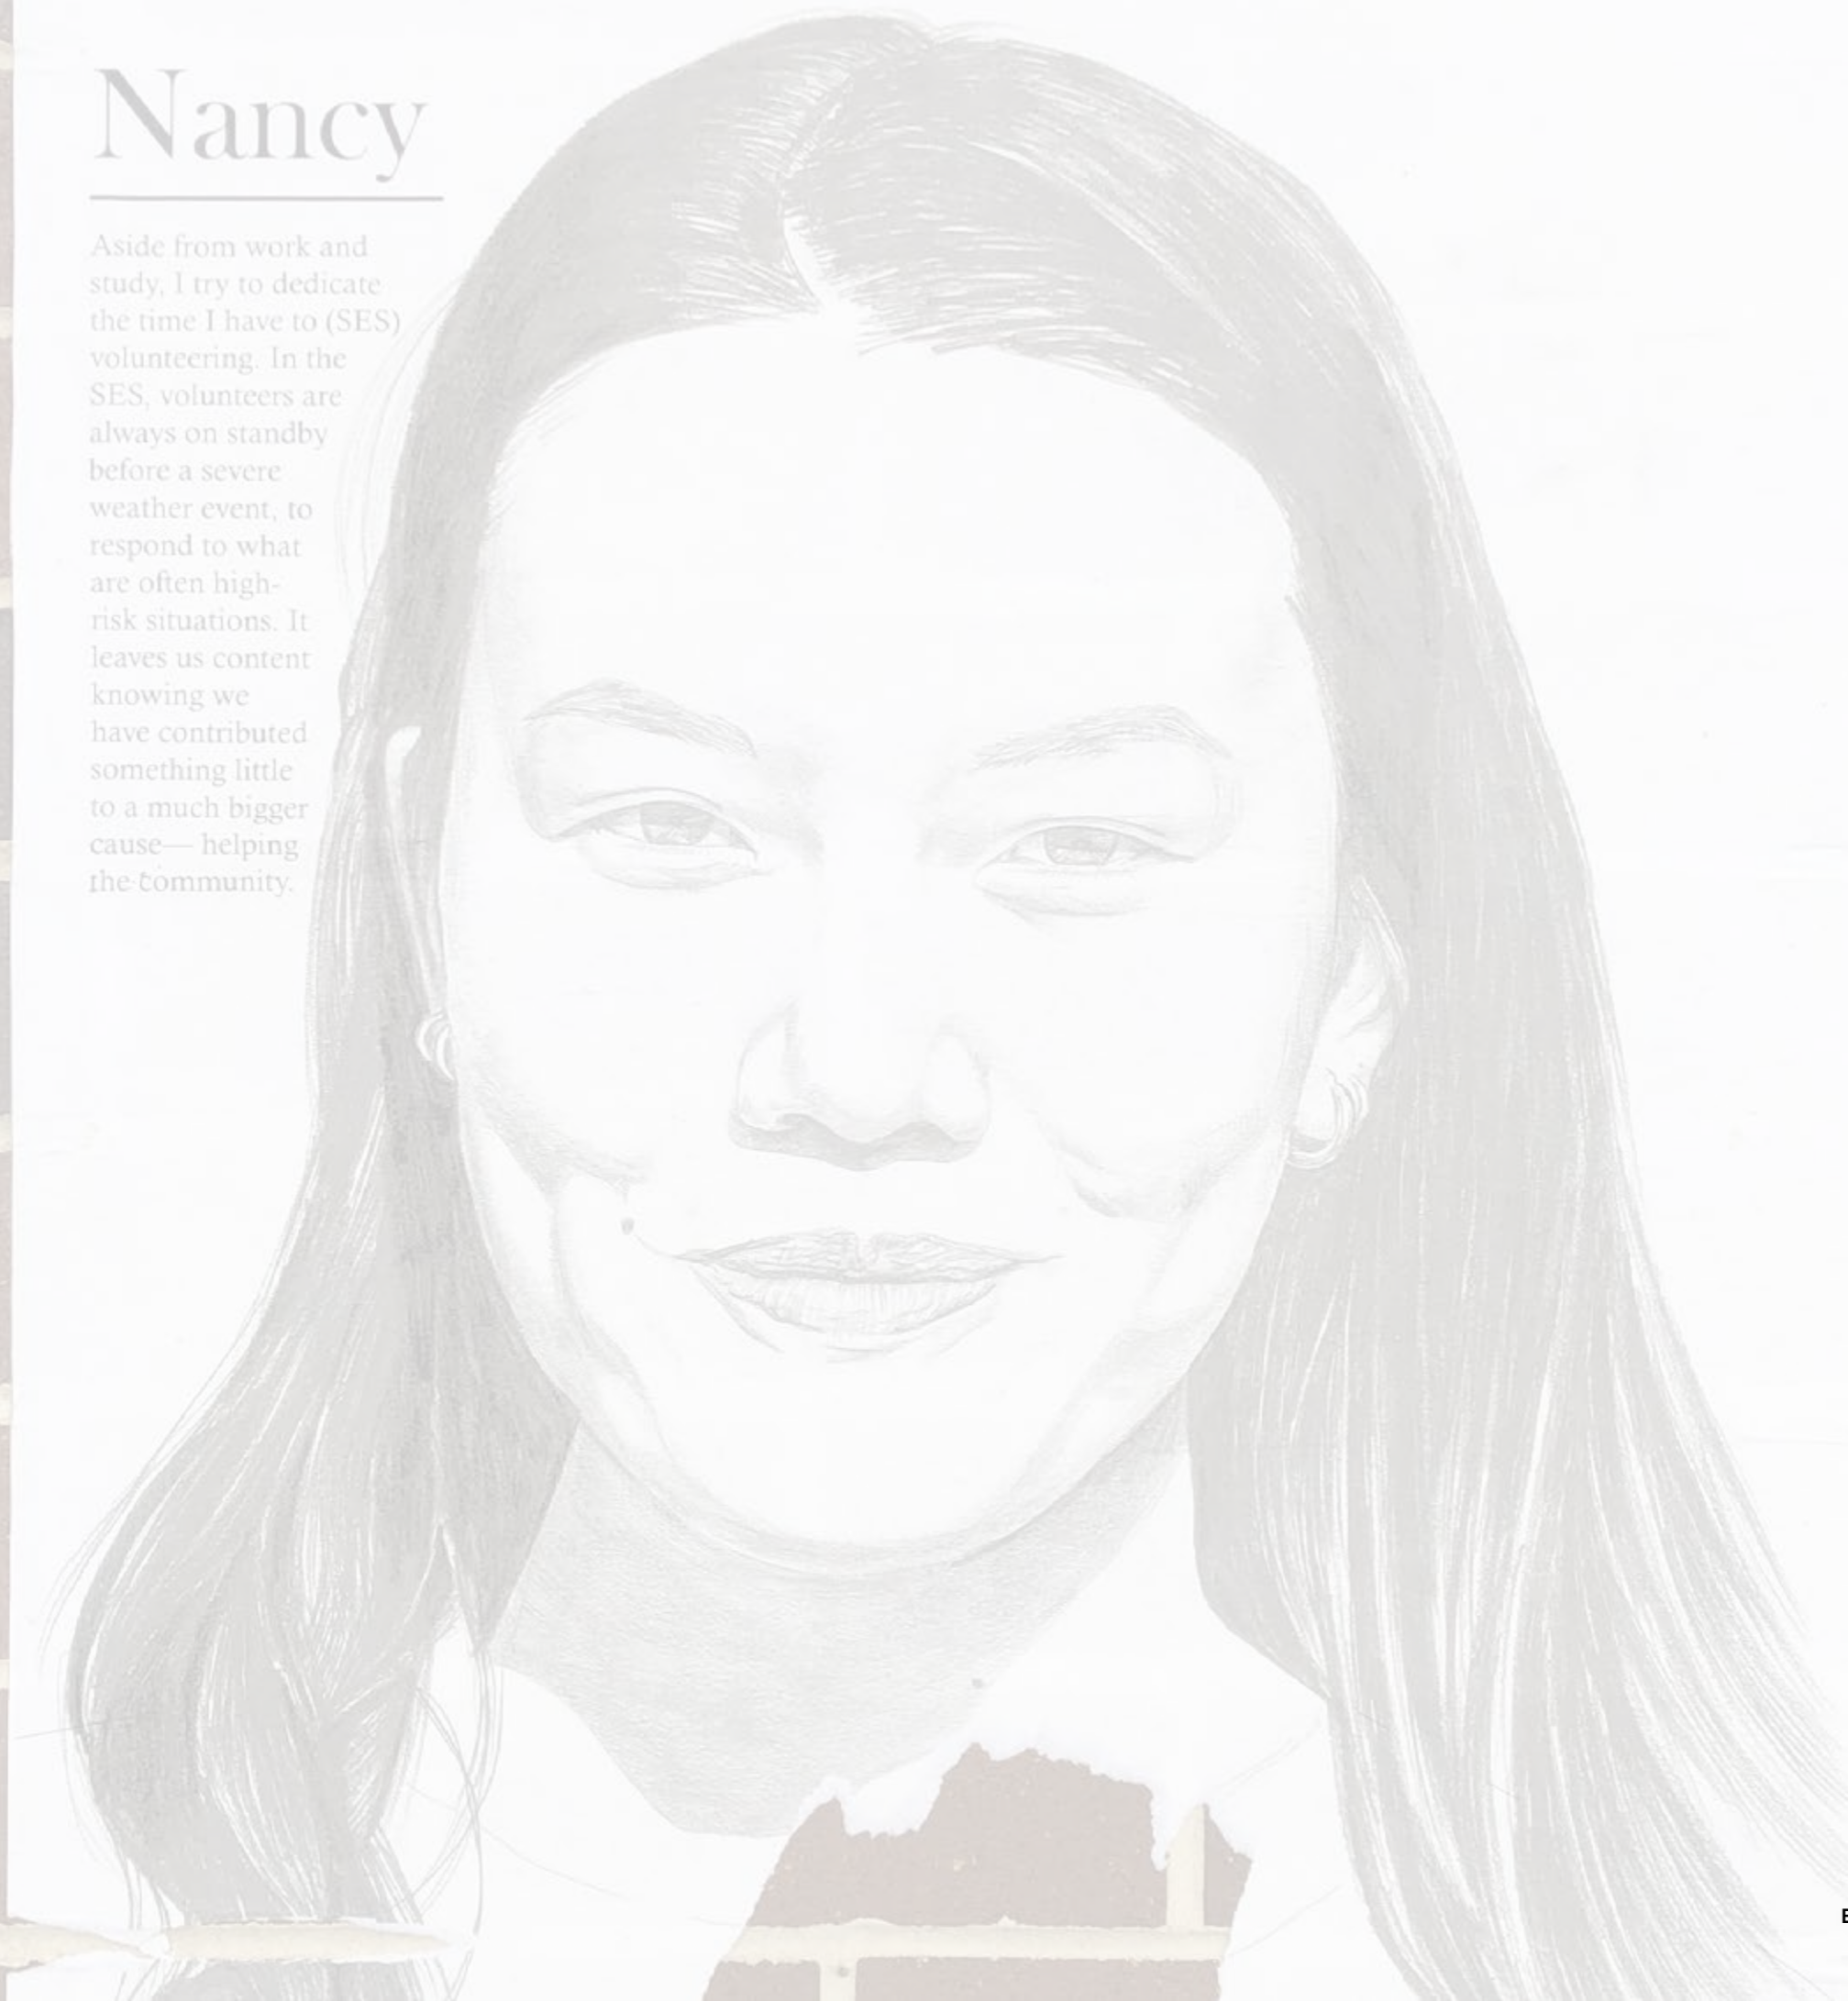 Nancy
Aside from work and
study, I try to dedicate
the time I have to (SES)
volunteering. In the
SES, volunteers are
always on standby
before a severe
weather event, to
respond to what
are often high-
risk situations. It
leaves us content
knowing we
have contributed
something little
to a much bigger
cause— helping
the community.